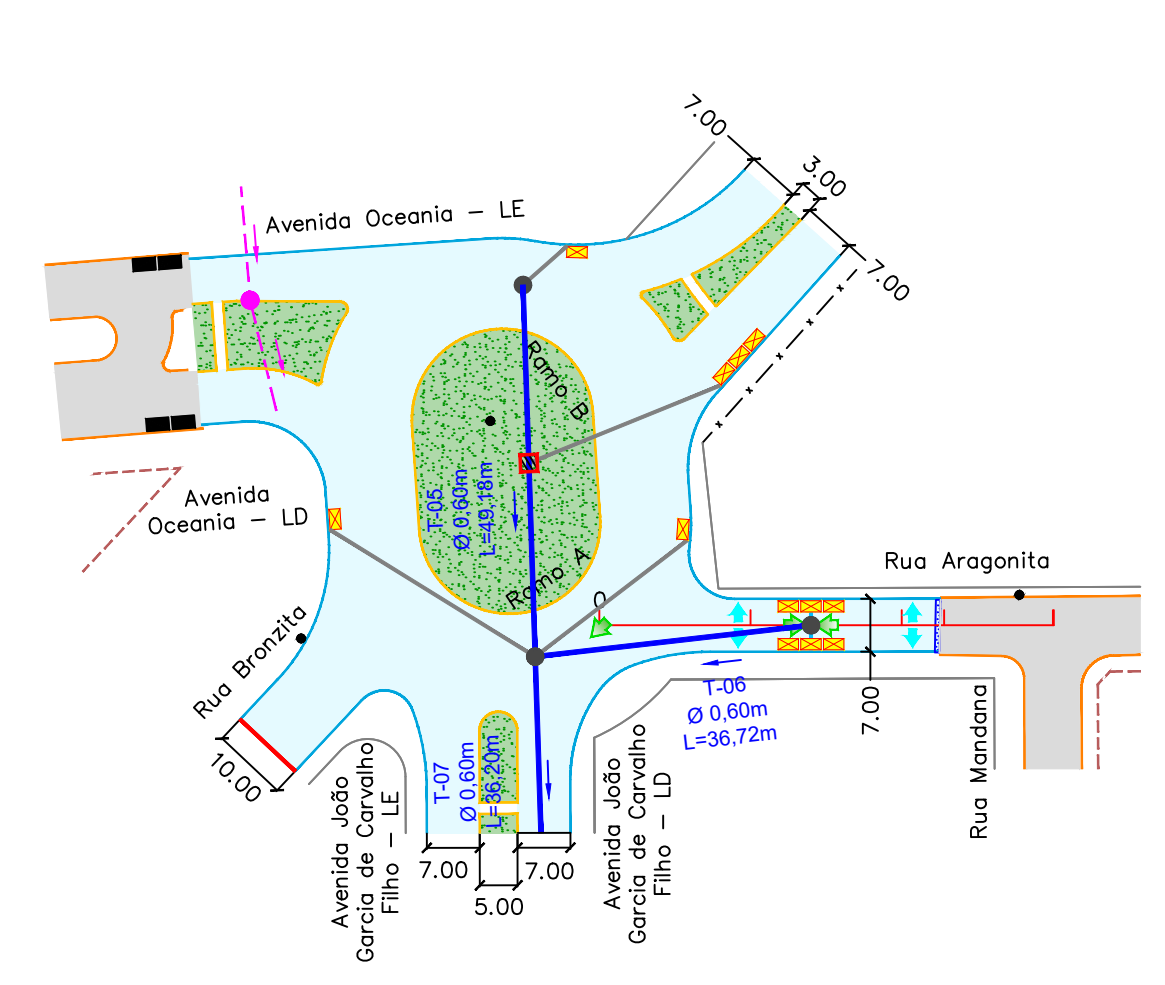 7.00
3.00
7.00
Avenida Oceania - LE
Ramo B
T-05
Ø 0,60m
L=49,18m
Avenida
Oceania - LD
Ramo A
0
Rua Aragonita
Rua Bronzita
10.00
T-06
Ø 0,60m
L=36,72m
7.00
Rua Mandana
T-07
Ø 0,60m
L=36,20m
Avenida João
Garcia de Carvalho
Filho - LE
7.00
7.00
5.00
Avenida João
Garcia de Carvalho
Filho - LD